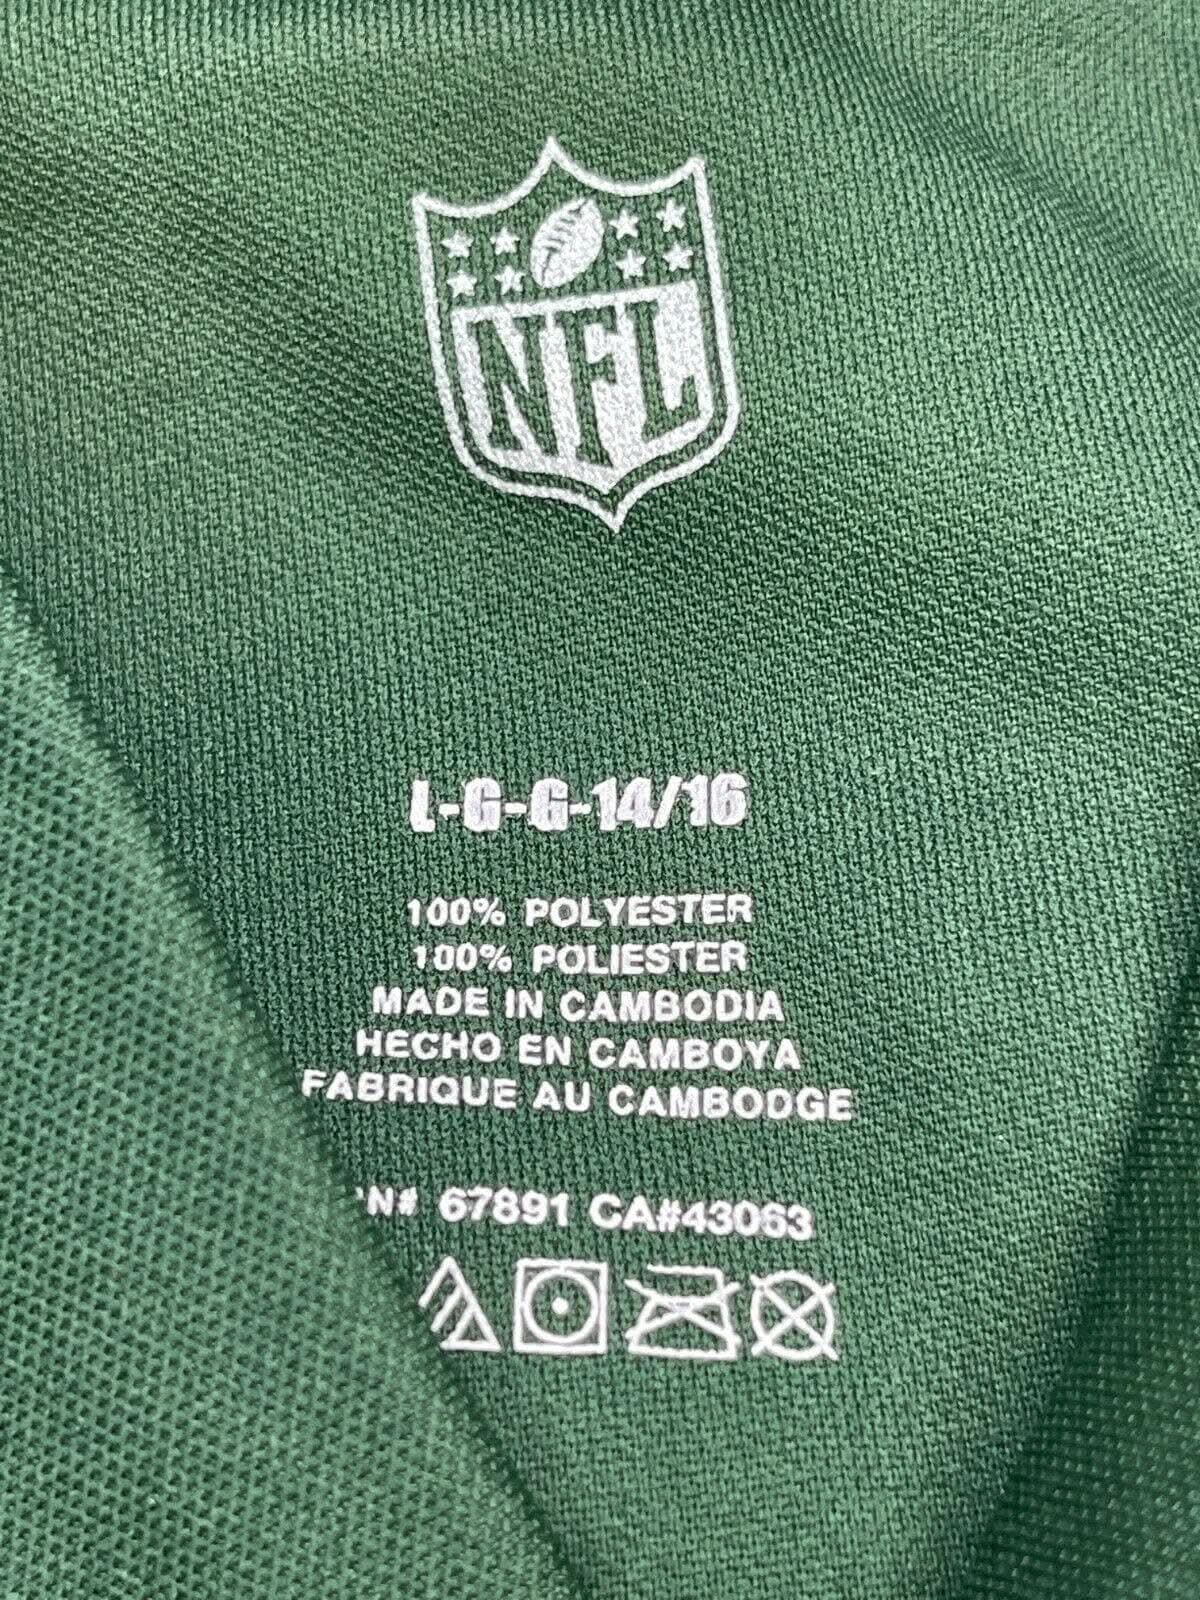 NFL
L-G-G-14/16
100% POLYESTER
100% POLIESTER
MADE IN CAMBODIA
HECHO EN CAMBOYA
FABRIQUE AU CAMBODGE
N# 67891 CA#43063